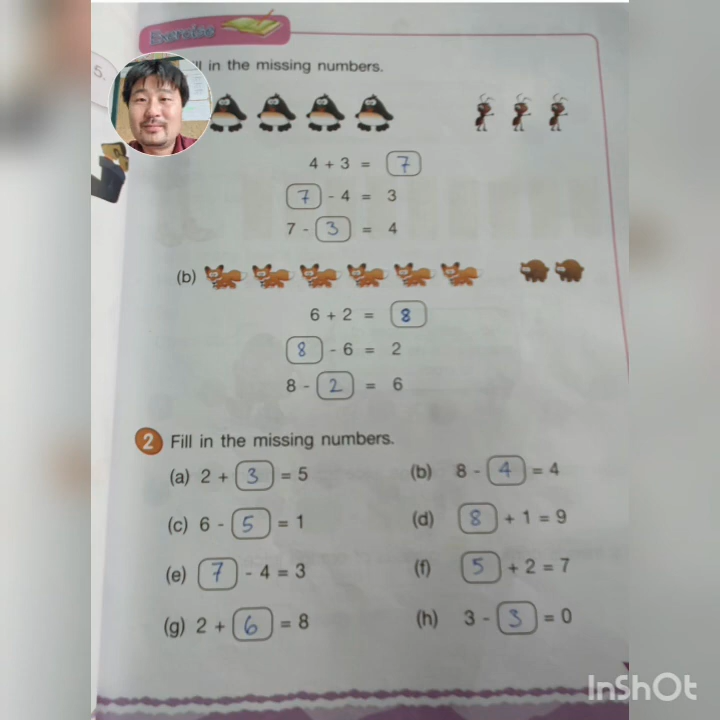 Exercise
5.
ll in the missing numbers.
4 + 3 = 7
7 - 4 = 3
7 - 3 = 4
(b)
6 + 2 = 8
8 - 6 = 2
8 - 2 = 6
2 Fill in the missing numbers.
(a) 2 + 3 = 5 (b) 8 - 4 = 4
(c) 6 - 5 = 1 (d) 8 + 1 = 9
(e) 7 - 4 = 3 (f) 5 + 2 = 7
(g) 2 + 6 = 8 (h) 3 - 3 = 0
InShOt